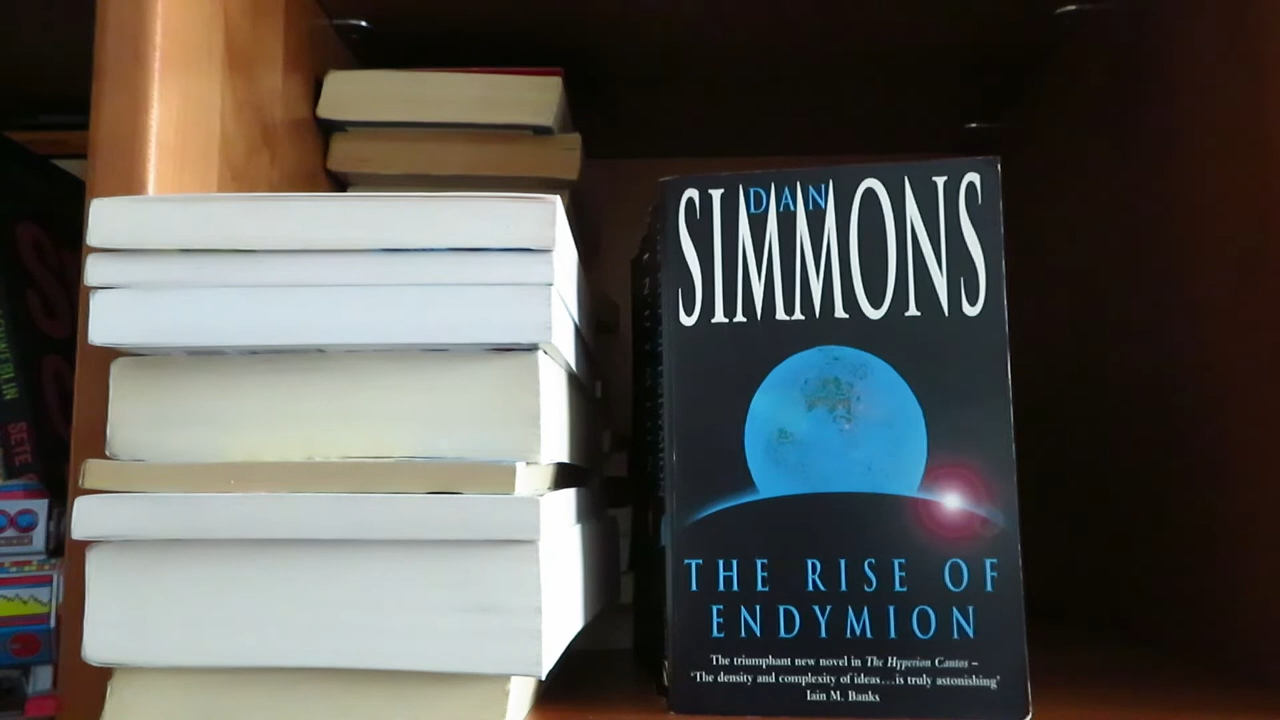 DAN
SIMMONS
THE RISE OF
ENDYMION
The triumphant new novel in The Hyperion Cantos –
'The density and complexity of ideas...is truly astonishing'
Iain M. Banks
SETE